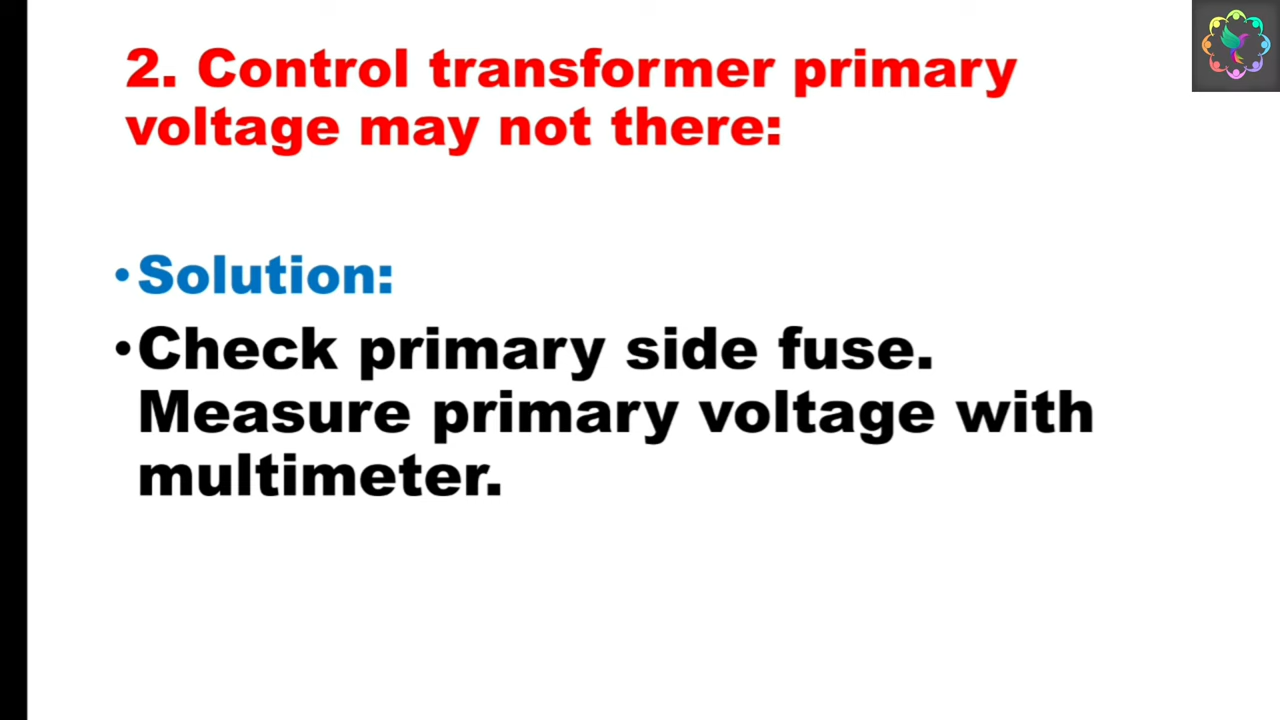 2. Control transformer primary
voltage may not there:
•Solution:
•Check primary side fuse.
Measure primary voltage with
multimeter.